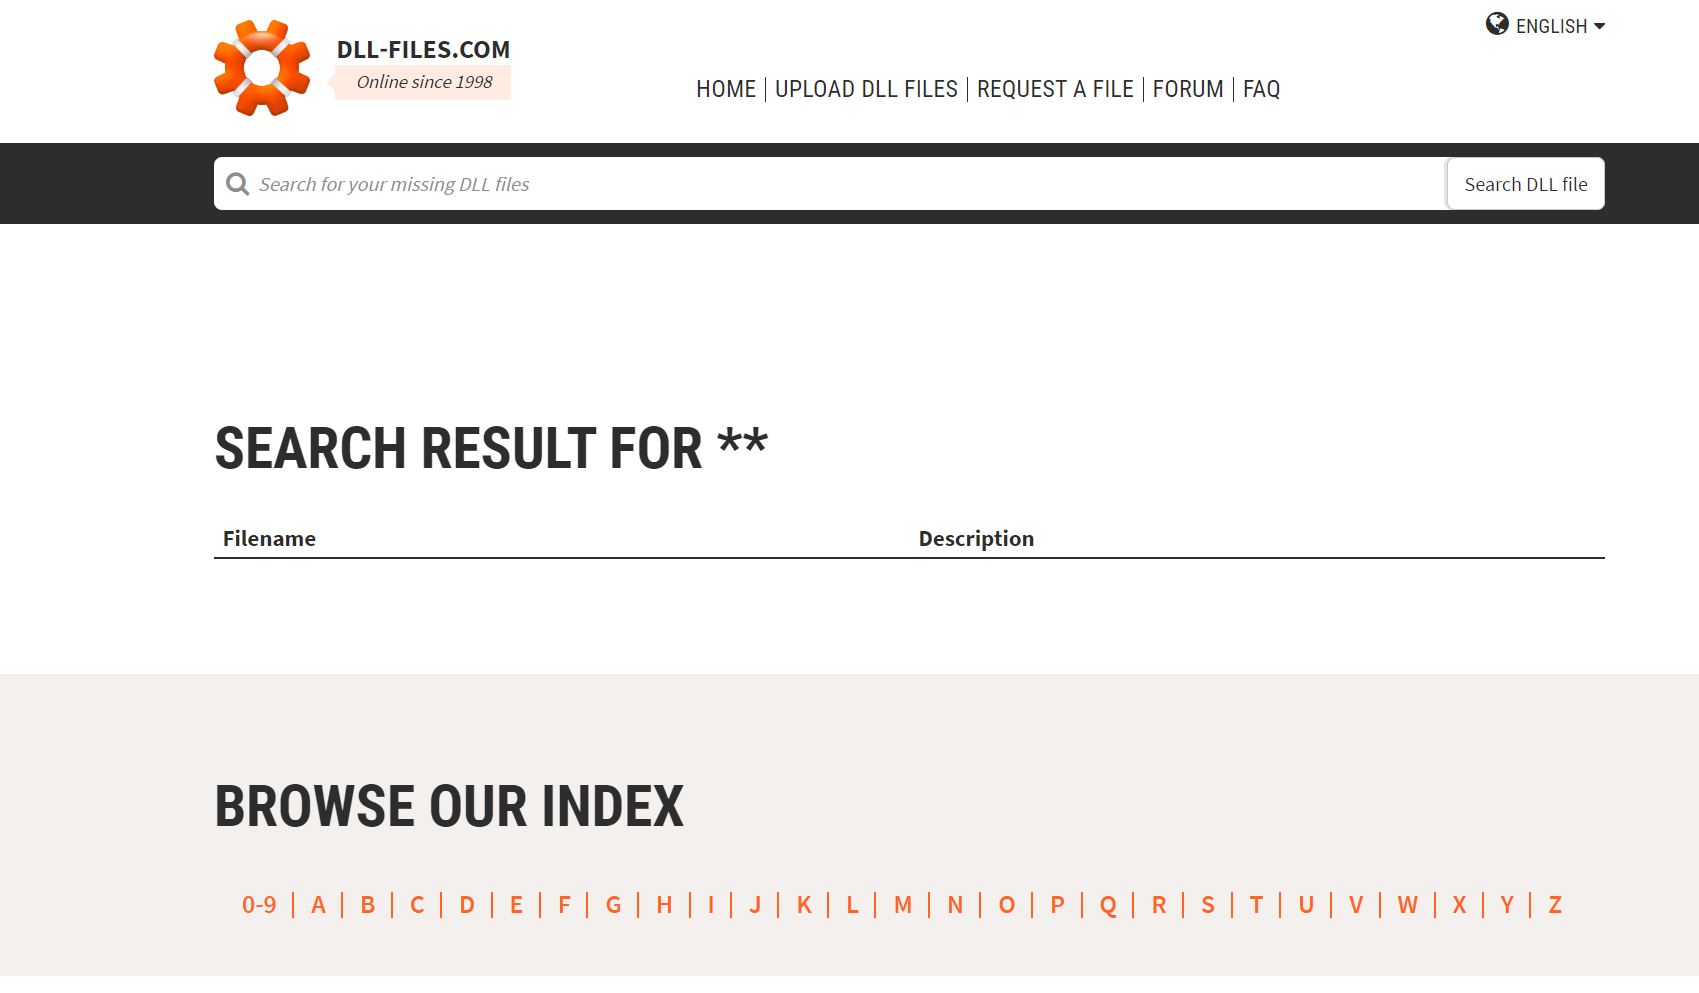 ENGLISH
DLL-FILES.COM
Online since 1998
HOME | UPLOAD DLL FILES | REQUEST A FILE | FORUM | FAQ
Search for your missing DLL files
Search DLL file
SEARCH RESULT FOR **
Filename Description
BROWSE OUR INDEX
0-9 | A | B | C | D | E | F | G | H | I | J | K | L | M | N | O | P | Q | R | S | T | U | V | W | X | Y | Z